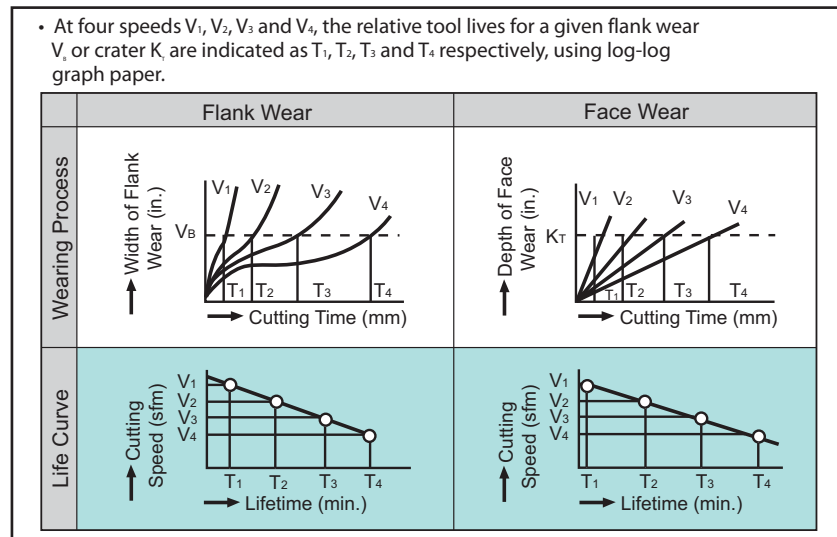 • At four speeds V₁, V₂, V₃ and V₄, the relative tool lives for a given flank wear
V_B or crater K_T are indicated as T₁, T₂, T₃ and T₄ respectively, using log-log
graph paper.
Flank Wear
Face Wear
Wearing Process
Width of Flank
Wear (in.)
V₁
V₂
V₃
V₄
V_B
T₁
T₂
T₃
T₄
Cutting Time (mm)
Depth of Face
Wear (in.)
V₁
V₂
V₃
V₄
K_T
T₁
T₂
T₃
T₄
Cutting Time (mm)
Life Curve
Cutting
Speed (sfm)
V₁
V₂
V₃
V₄
T₁
T₂
T₃
T₄
Lifetime (min.)
Cutting
Speed (sfm)
V₁
V₂
V₃
V₄
T₁
T₂
T₃
T₄
Lifetime (min.)